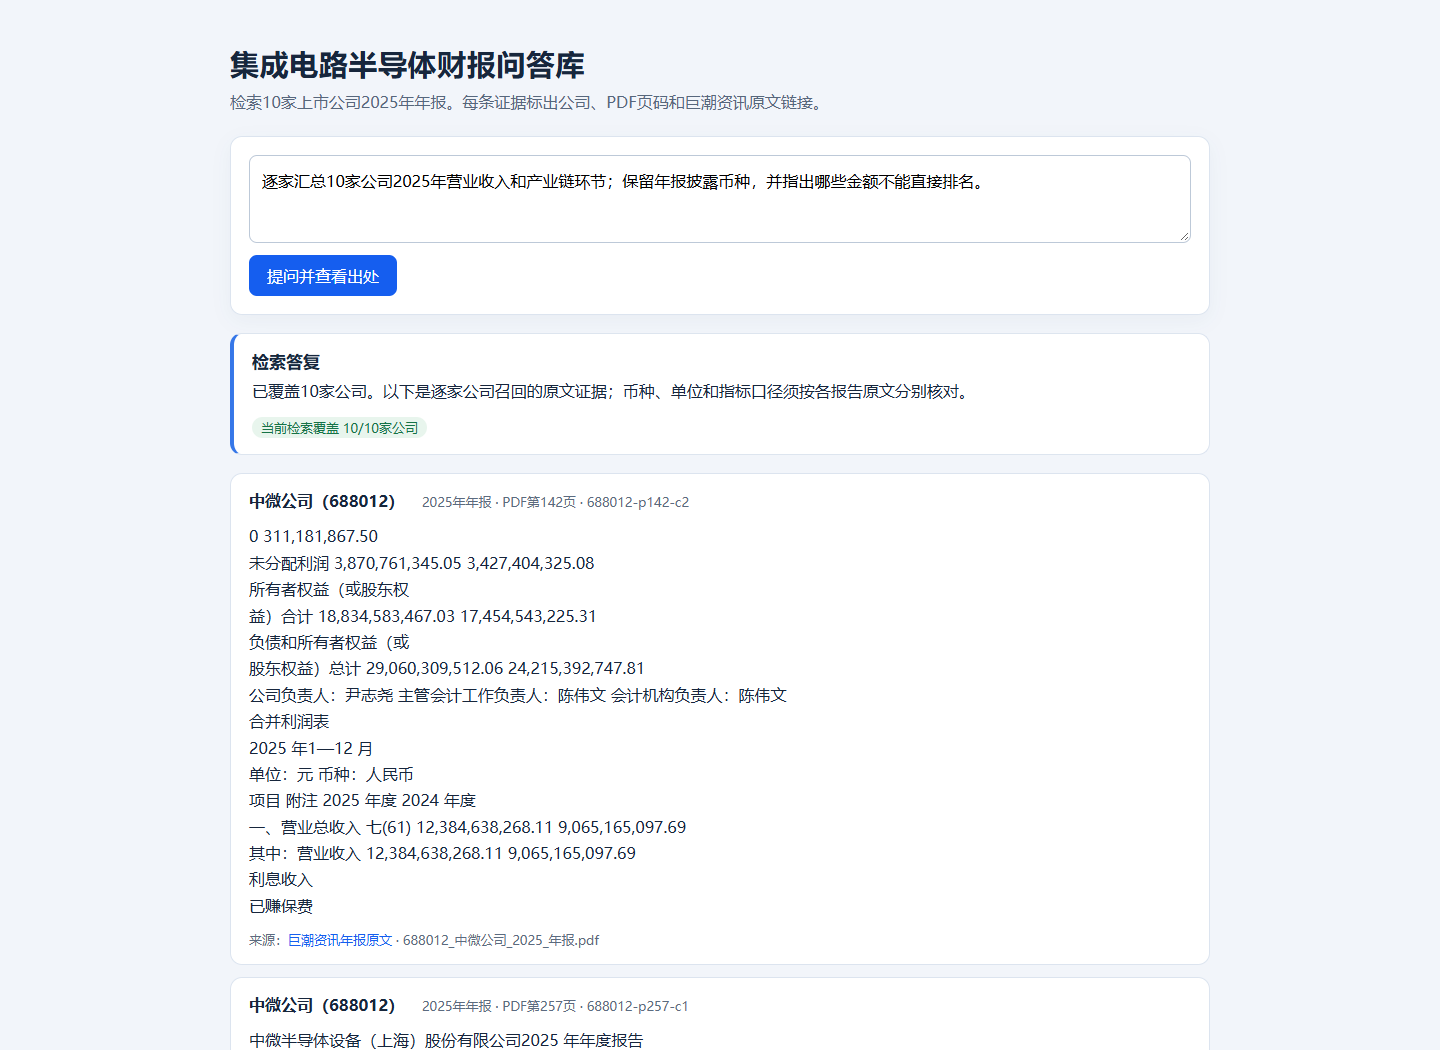 集成电路半导体财报问答库
检索10家上市公司2025年年报。每条证据标出公司、PDF页码和巨潮资讯原文链接。
逐家汇总10家公司2025年营业收入和产业链环节；保留年报披露币种，并指出哪些金额不能直接排名。
提问并查看出处
检索答复
已覆盖10家公司。以下是逐家公司召回的原文证据；币种、单位和指标口径须按各报告原文分别核对。
当前检索覆盖 10/10家公司
中微公司（688012） 2025年年报 · PDF第142页 · 688012-p142-c2
0 311,181,867.50
未分配利润 3,870,761,345.05 3,427,404,325.08
所有者权益（或股东权
益）合计 18,834,583,467.03 17,454,543,225.31
负债和所有者权益（或
股东权益）总计 29,060,309,512.06 24,215,392,747.81
公司负责人：尹志尧 主管会计工作负责人：陈伟文 会计机构负责人：陈伟文
合并利润表
2025 年1—12 月
单位：元 币种：人民币
项目 附注 2025 年度 2024 年度
一、营业总收入 七(61) 12,384,638,268.11 9,065,165,097.69
其中：营业收入 12,384,638,268.11 9,065,165,097.69
利息收入
已赚保费
来源：巨潮资讯年报原文 · 688012_中微公司_2025_年报.pdf
中微公司（688012） 2025年年报 · PDF第257页 · 688012-p257-c1
中微半导体设备（上海）股份有限公司2025 年年度报告